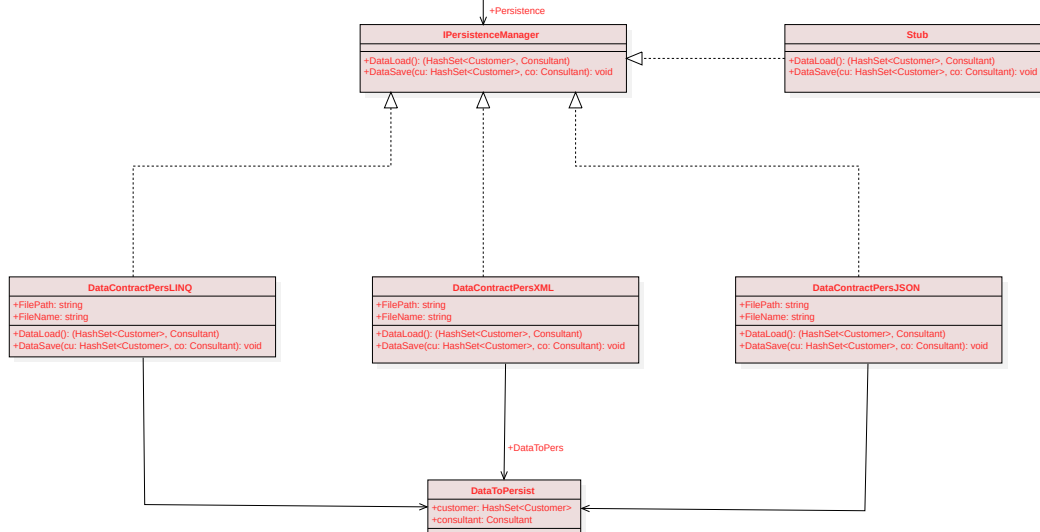 +Persistence
IPersistenceManager
+DataLoad(): (HashSet<Customer>, Consultant)
+DataSave(cu: HashSet<Customer>, co: Consultant): void
Stub
+DataLoad(): (HashSet<Customer>, Consultant)
+DataSave(cu: HashSet<Customer>, co: Consultant): void
DataContractPersLINQ
+FilePath: string
+FileName: string
+DataLoad(): (HashSet<Customer>, Consultant)
+DataSave(cu: HashSet<Customer>, co: Consultant): void
DataContractPersXML
+FilePath: string
+FileName: string
+DataLoad(): (HashSet<Customer>, Consultant)
+DataSave(cu: HashSet<Customer>, co: Consultant): void
DataContractPersJSON
+FilePath: string
+FileName: string
+DataLoad(): (HashSet<Customer>, Consultant)
+DataSave(cu: HashSet<Customer>, co: Consultant): void
+DataToPers
DataToPersist
+customer: HashSet<Customer>
+consultant: Consultant